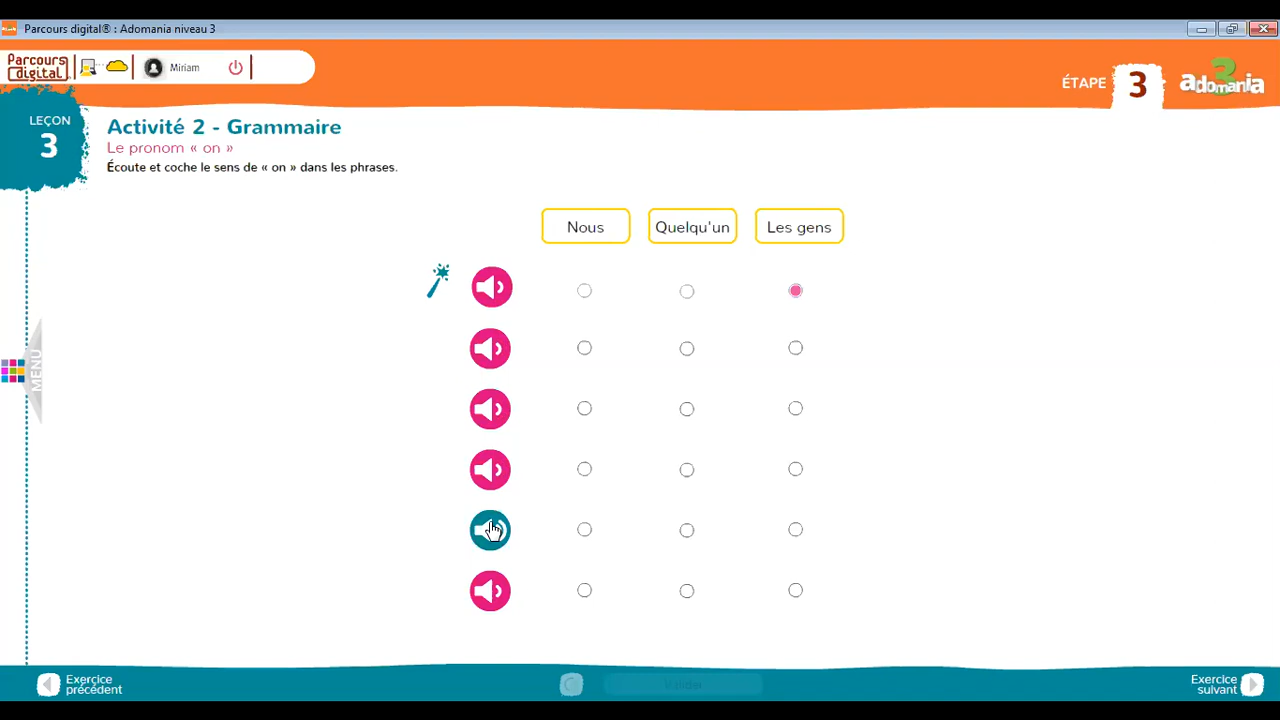 Parcours digital® : Adomania niveau 3
Parcours
digital
Miriam
ÉTAPE 3
3
adomania
LEÇON
3
Activité 2 - Grammaire
Le pronom « on »
Écoute et coche le sens de « on » dans les phrases.
Nous Quelqu'un Les gens
MENU
Exercice
précédent
Valider
Exercice
suivant